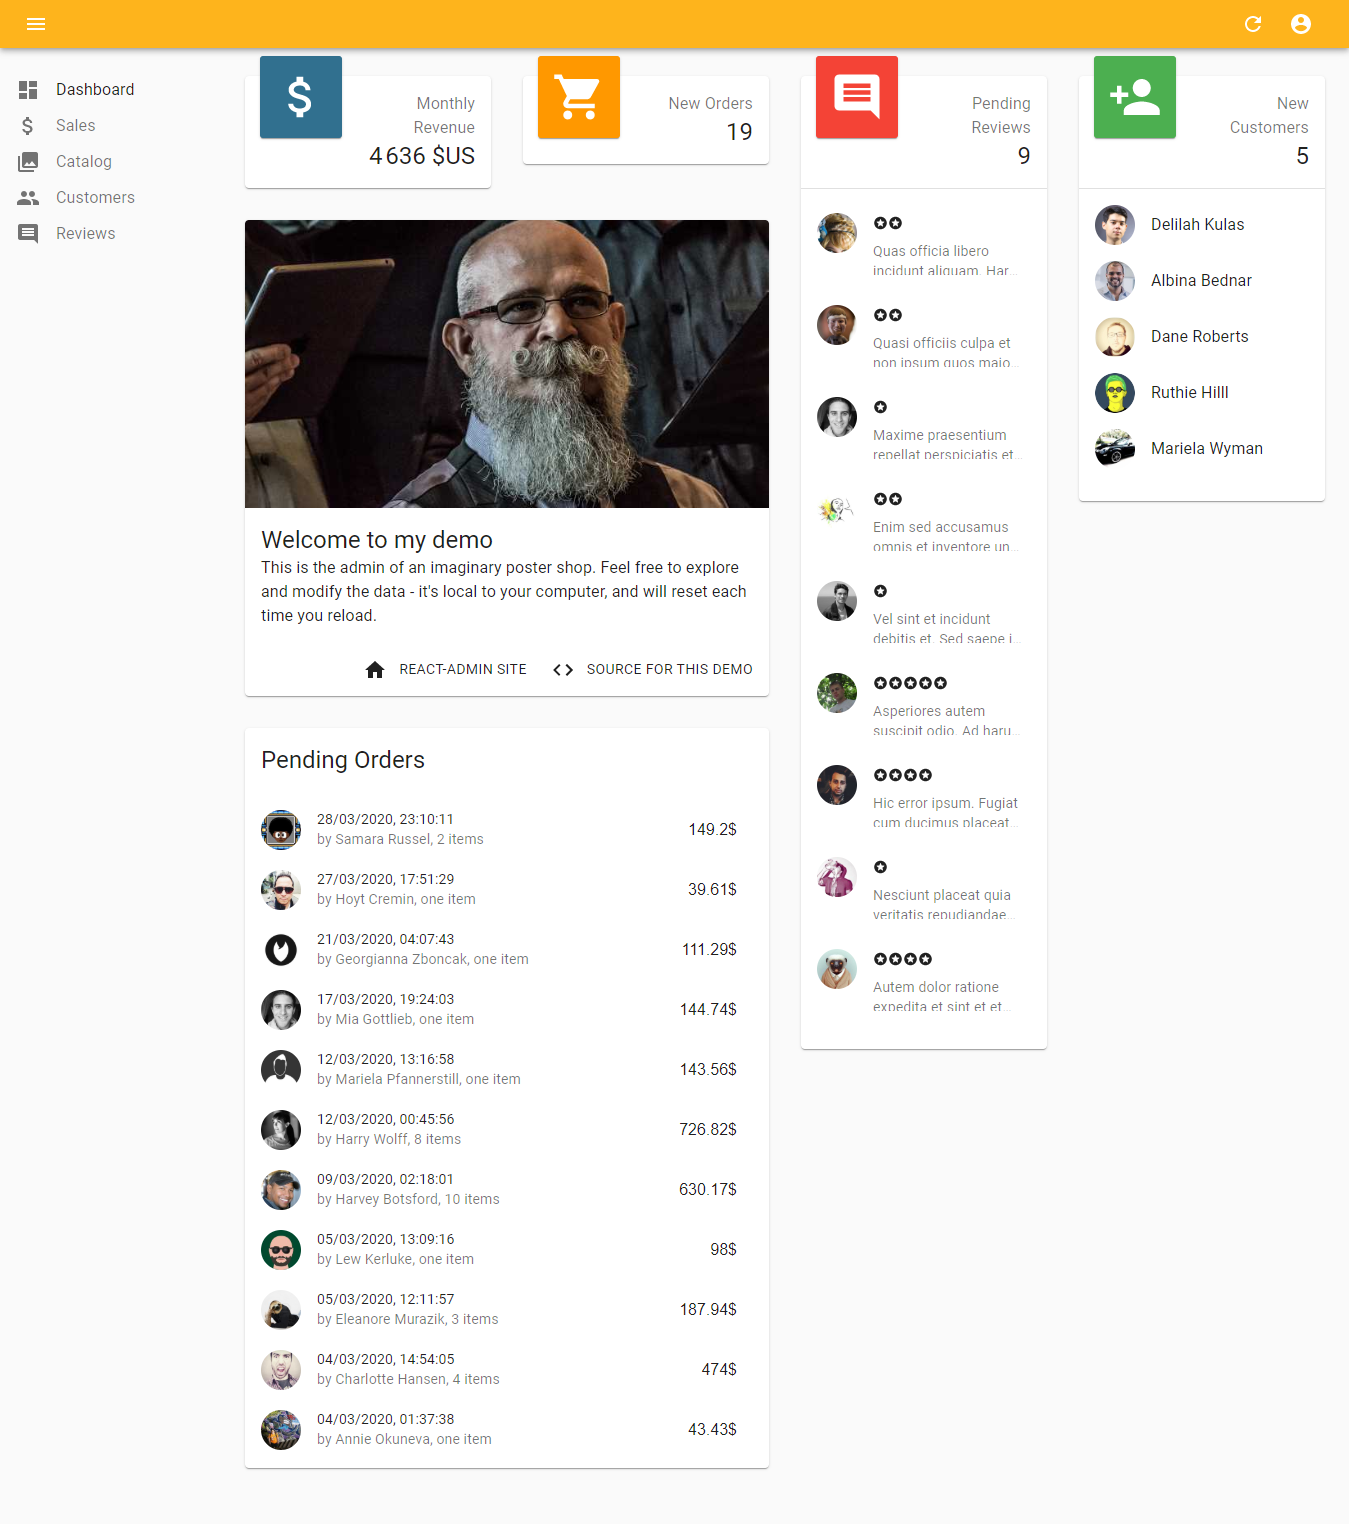 Dashboard
Sales
Catalog
Customers
Reviews
Monthly
Revenue
4 636 $US
New Orders
19
Welcome to my demo
This is the admin of an imaginary poster shop. Feel free to explore
and modify the data - it's local to your computer, and will reset each
time you reload.
REACT-ADMIN SITE
SOURCE FOR THIS DEMO
Pending Orders
28/03/2020, 23:10:11
by Samara Russel, 2 items
149.2$
27/03/2020, 17:51:29
by Hoyt Cremin, one item
39.61$
21/03/2020, 04:07:43
by Georgianna Zboncak, one item
111.29$
17/03/2020, 19:24:03
by Mia Gottlieb, one item
144.74$
12/03/2020, 13:16:58
by Mariela Pfannerstill, one item
143.56$
12/03/2020, 00:45:56
by Harry Wolff, 8 items
726.82$
09/03/2020, 02:18:01
by Harvey Botsford, 10 items
630.17$
05/03/2020, 13:09:16
by Lew Kerluke, one item
98$
05/03/2020, 12:11:57
by Eleanore Murazik, 3 items
187.94$
04/03/2020, 14:54:05
by Charlotte Hansen, 4 items
474$
04/03/2020, 01:37:38
by Annie Okuneva, one item
43.43$
Pending
Reviews
9
Quas officia libero
incidunt aliquam. Har...
Quasi officiis culpa et
non ipsum quos maio...
Maxime praesentium
repellat perspiciatis et...
Enim sed accusamus
omnis et inventore un...
Vel sint et incidunt
debitis et. Sed saepe i...
Asperiores autem
suscipit odio. Ad haru...
Hic error ipsum. Fugiat
cum ducimus placeat...
Nesciunt placeat quia
veritatis repudiandae...
Autem dolor ratione
expedita et sint et et...
New
Customers
5
Delilah Kulas
Albina Bednar
Dane Roberts
Ruthie Hilll
Mariela Wyman